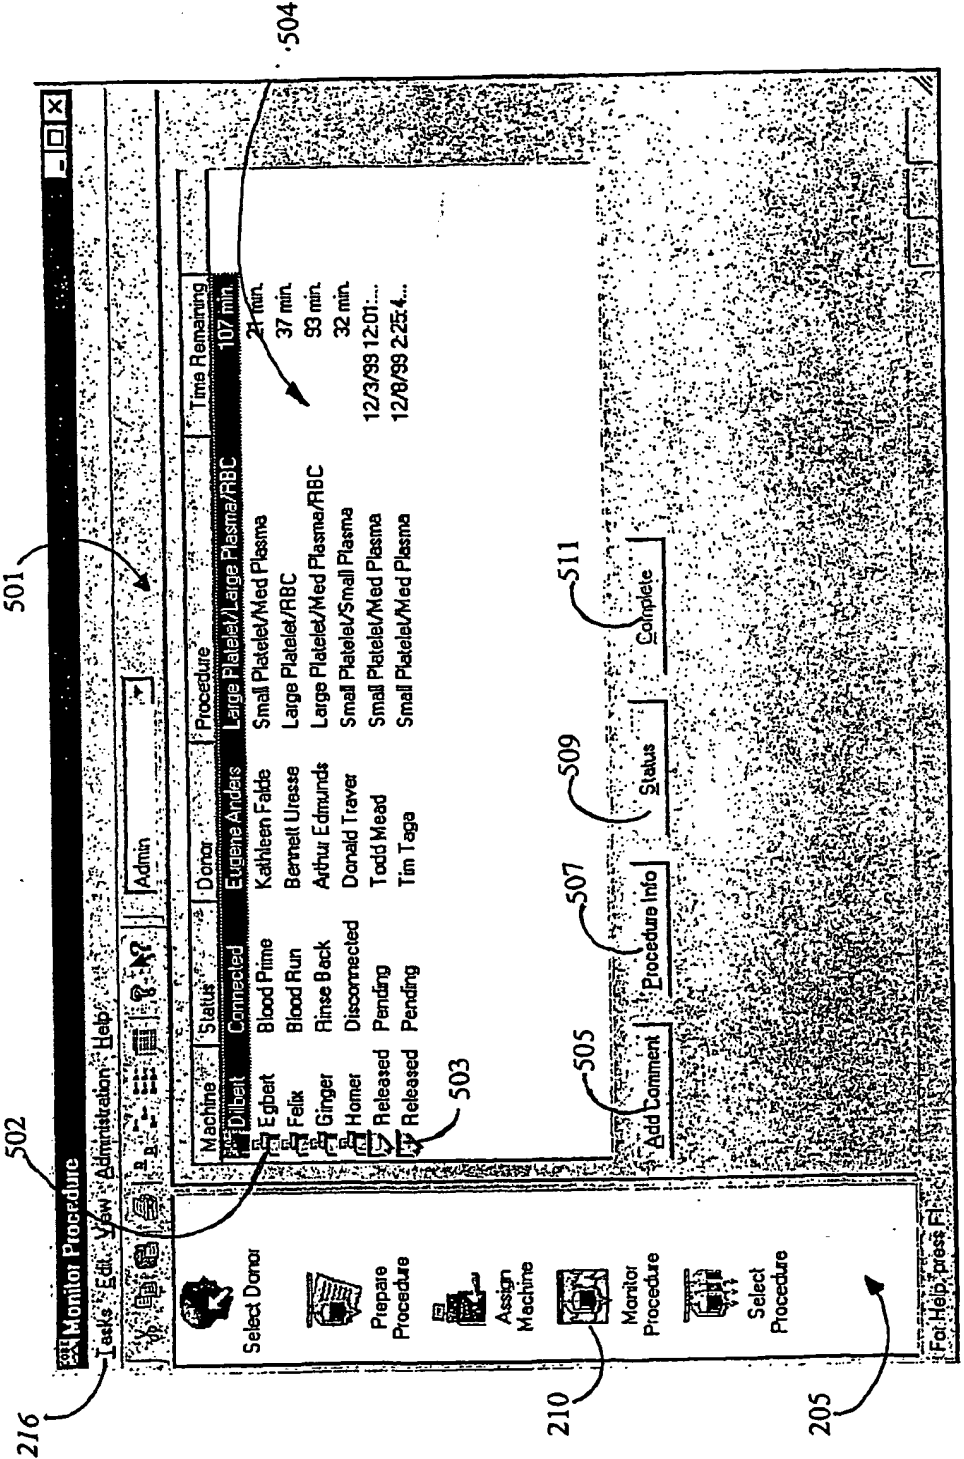 504
501
502
216
Monitor Procedure
Tasks Edit View Administration Help
Admin
Machine Status Donor Procedure Time Remaining
Dilbert Connected Eugene Anders Large Platelet/Large Plasma/RBC 107 min.
Egbert Blood Prime Kathleen Falde Small Platelet/Med Plasma 21 min.
Felix Blood Run Bennett Uresse Large Platelet/RBC 37 min.
Ginger Rinse Back Arthur Edmunds Large Platelet/Med Plasma/RBC 93 min.
Homer Disconnected Donald Traver Small Platelet/Small Plasma 32 min.
Released Pending Todd Mead Small Platelet/Med Plasma 12/3/99 12:01:...
Released Pending Tim Taga Small Platelet/Med Plasma 12/8/99 2:25:4...
503
505
507
509
511
Add Comment Procedure Info Status Complete
Select Donor
Prepare
Procedure
Assign
Machine
Monitor
Procedure
Select
Procedure
210
205
For Help, press F1